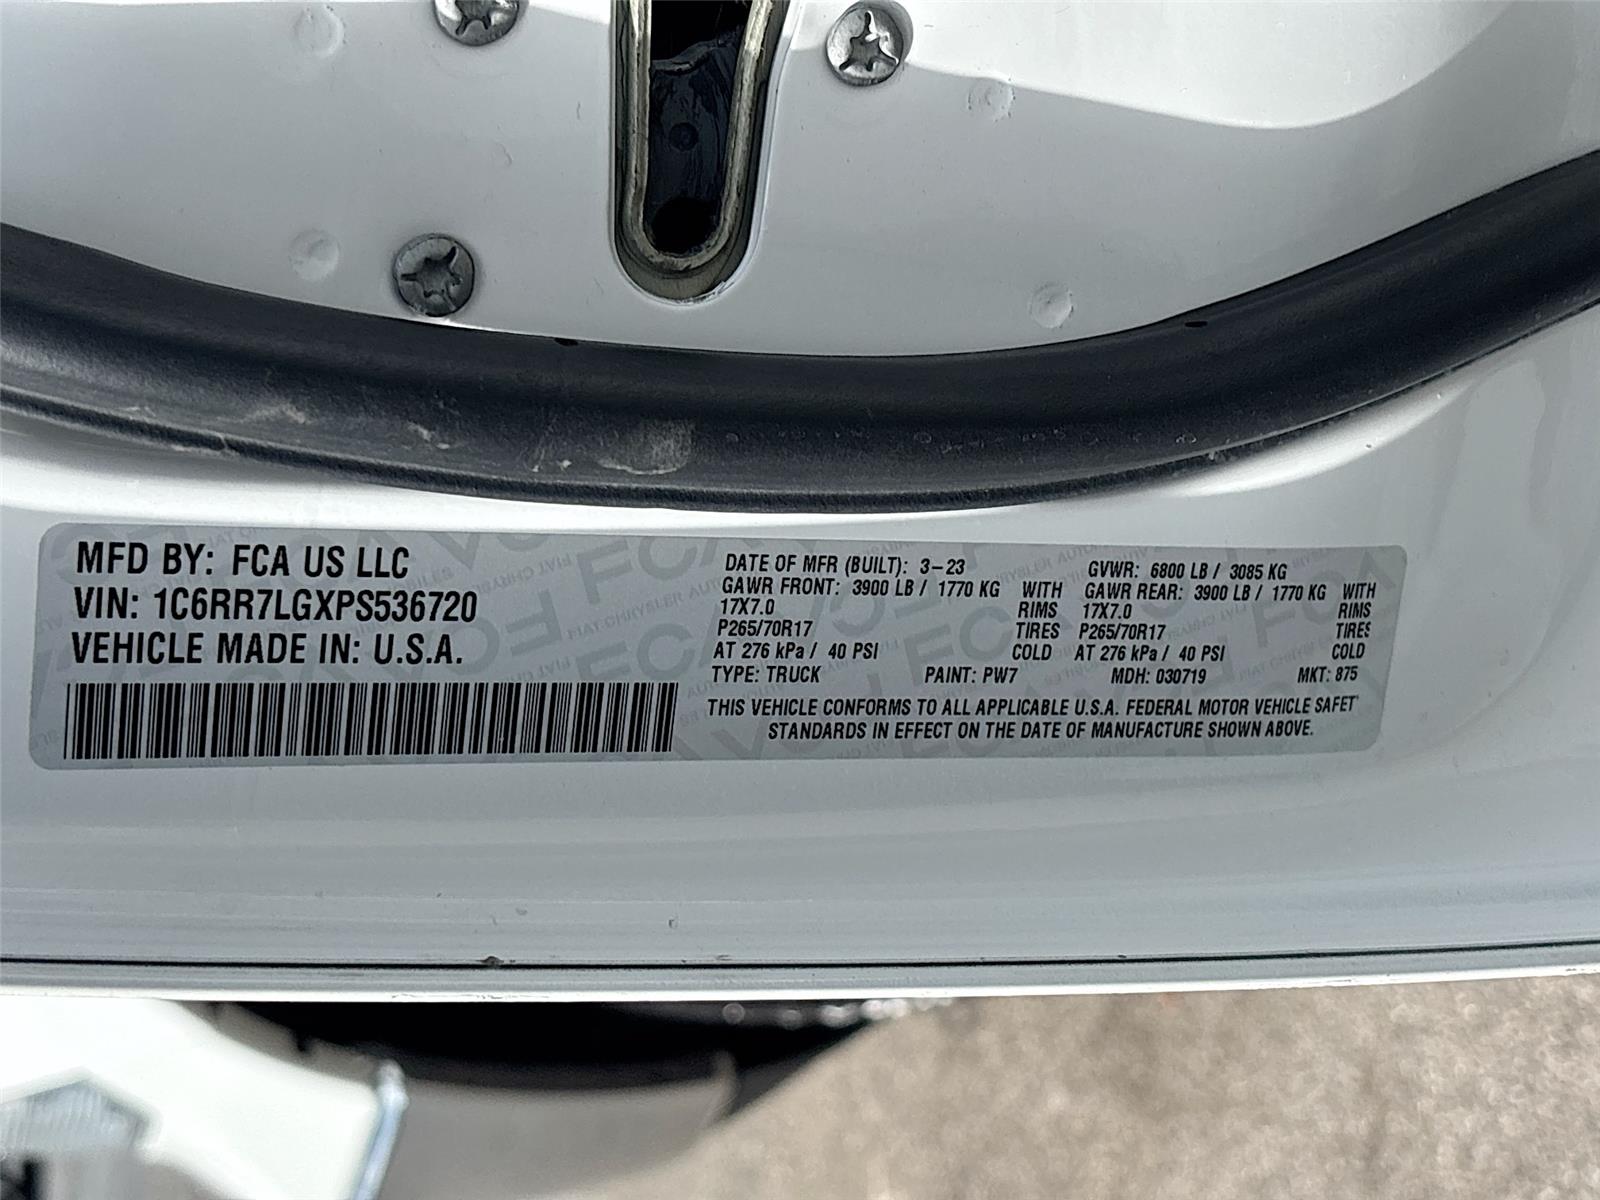 MFD BY: FCA US LLC
VIN: 1C6RR7LGXPS536720
VEHICLE MADE IN: U.S.A.
DATE OF MFR (BUILT): 3-23 GVWR: 6800 LB / 3085 KG
GAWR FRONT: 3900 LB / 1770 KG WITH GAWR REAR: 3900 LB / 1770 KG WITH
17X7.0 RIMS 17X7.0 RIMS
P265/70R17 TIRES P265/70R17 TIRES
AT 276 kPa / 40 PSI COLD AT 276 kPa / 40 PSI COLD
TYPE: TRUCK PAINT: PW7 MDH: 030719 MKT: 875
THIS VEHICLE CONFORMS TO ALL APPLICABLE U.S.A. FEDERAL MOTOR VEHICLE SAFET
STANDARDS IN EFFECT ON THE DATE OF MANUFACTURE SHOWN ABOVE.